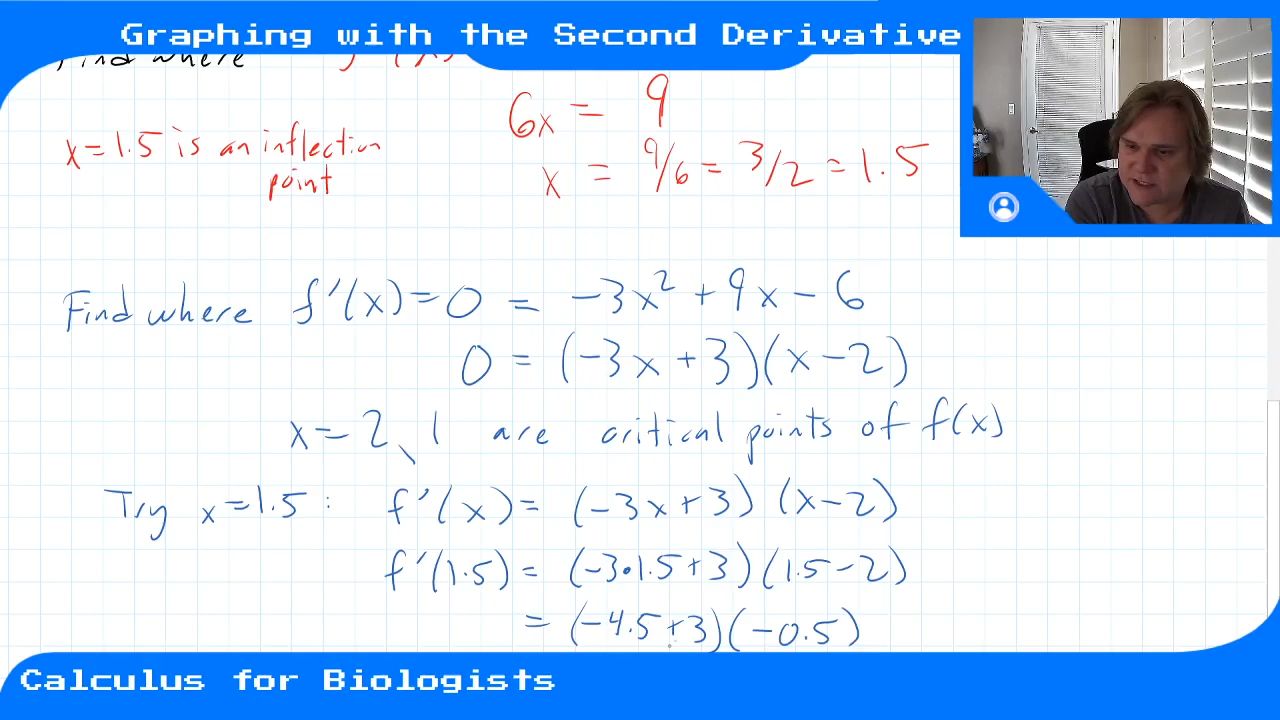 Graphing with the Second Derivative
Find where f''(x)
6x = 9
x = 1.5 is an inflection point
x = 9/6 = 3/2 = 1.5
Find where f'(x) = 0 = -3x² + 9x - 6
0 = (-3x + 3)(x - 2)
x = 2, 1 are critical points of f(x)
Try x = 1.5 : f'(x) = (-3x + 3) (x - 2)
f'(1.5) = (-3•1.5 + 3)(1.5 - 2)
= (-4.5 + 3)(-0.5)
Calculus for Biologists